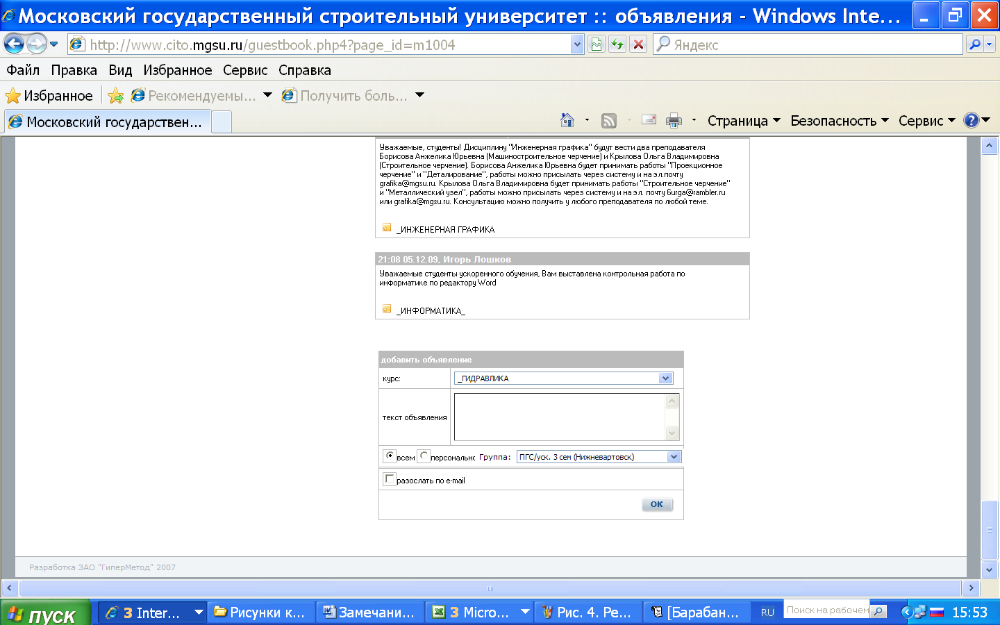 Московский государственный строительный университет :: объявления - Windows Inte...
http://www.cito.mgsu.ru/guestbook.php4?page_id=m1004
Яндекс
Файл Правка Вид Избранное Сервис Справка
Избранное Рекомендуемы... Получить боль...
Московский государствен...
Страница Безопасность Сервис
Уважаемые, студенты! Дисциплину "Инженерная графика" будут вести два преподавателя
Борисова Анжелика Юрьевна (Машиностроительное черчение) и Крылова Ольга Владимировна
(Строительное черчение). Борисова Анжелика Юрьевна будет принимать работы "Проекционное
черчение" и "Деталирование", работы можно присылать через систему и на эл.почту
grafika@mgsu.ru. Крылова Ольга Владимировна будет принимать работы "Строительное черчение"
и "Металлический узел", работы можно присылать через систему и на эл. почту 6urga@rambler.ru
или grafika@mgsu.ru. Консультацию можно получить у любого преподавателя по любой теме.
_ИНЖЕНЕРНАЯ ГРАФИКА
21:08 05.12.09, Игорь Лошков
Уважаемые студенты ускоренного обучения, Вам выставлена контрольная работа по
информатике по редактору Word
_ИНФОРМАТИКА_
добавить объявление
курс: _ГИДРАВЛИКА
текст объявления
всем персонально Группа: ПГС/уск. 3 сем (Нижневартовск)
разослать по e-mail
ОК
Разработка ЗАО "ГиперМетод" 2007
пуск 3 Inter... Рисунки к... Замечани... 3 Micro... Рис. 4. Ре... [Барабан... RU Поиск на рабочем 15:53